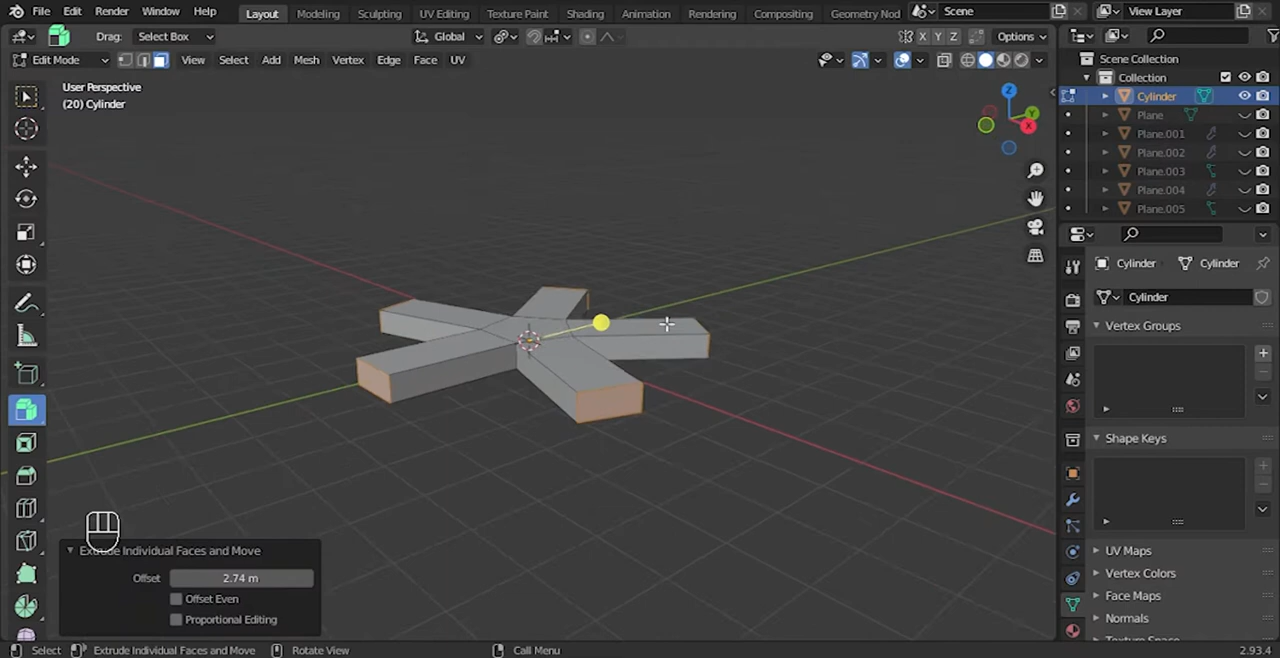 File Edit Render Window Help Layout Modeling Sculpting UV Editing Texture Paint Shading Animation Rendering Compositing Geometry Nod Scene View Layer
Drag: Select Box Global X Y Z Options
Edit Mode View Select Add Mesh Vertex Edge Face UV
User Perspective
(20) Cylinder
Z
Y
X
Scene Collection
Collection
Cylinder
Plane
Plane.001
Plane.002
Plane.003
Plane.004
Plane.005
Cylinder Cylinder
Cylinder
Vertex Groups
Shape Keys
UV Maps
Vertex Colors
Face Maps
Normals
Texture Space
Extrude Individual Faces and Move
Offset 2.74 m
Offset Even
Proportional Editing
Select Extrude Individual Faces and Move Rotate View Call Menu 2.93.4